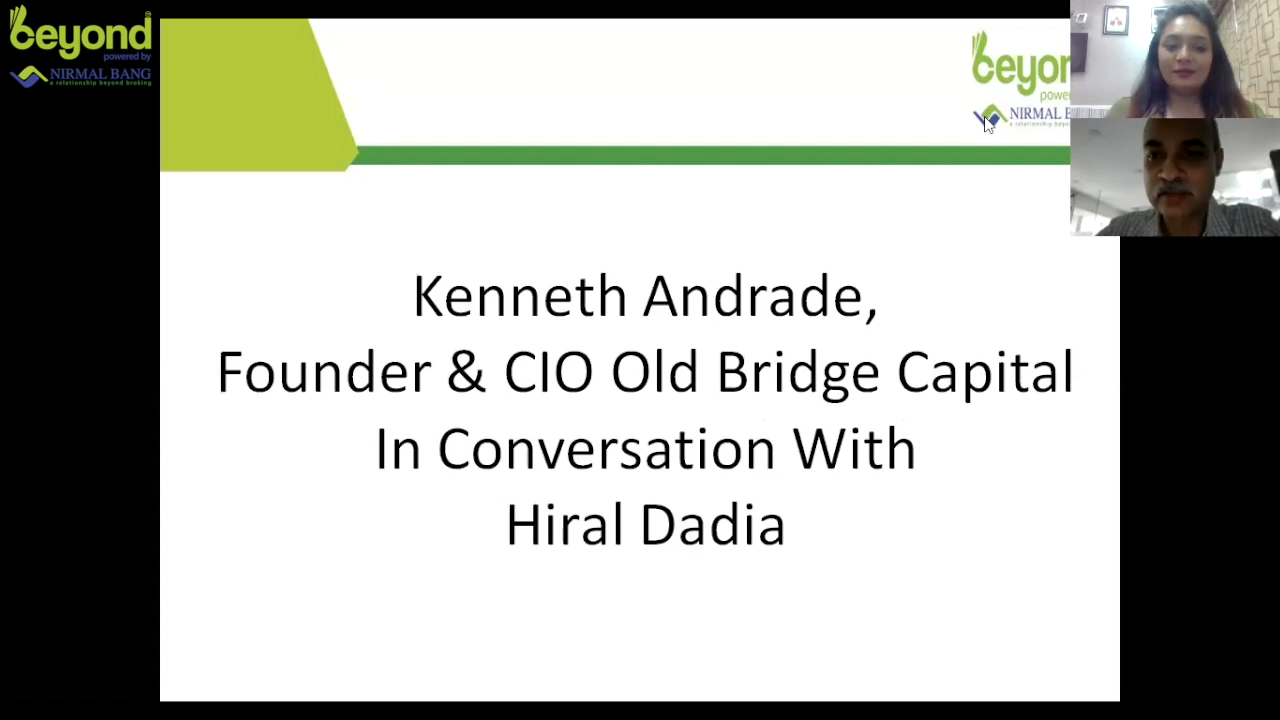 beyond
powered by
NIRMAL BANG
a relationship beyond broking
Kenneth Andrade,
Founder & CIO Old Bridge Capital
In Conversation With
Hiral Dadia